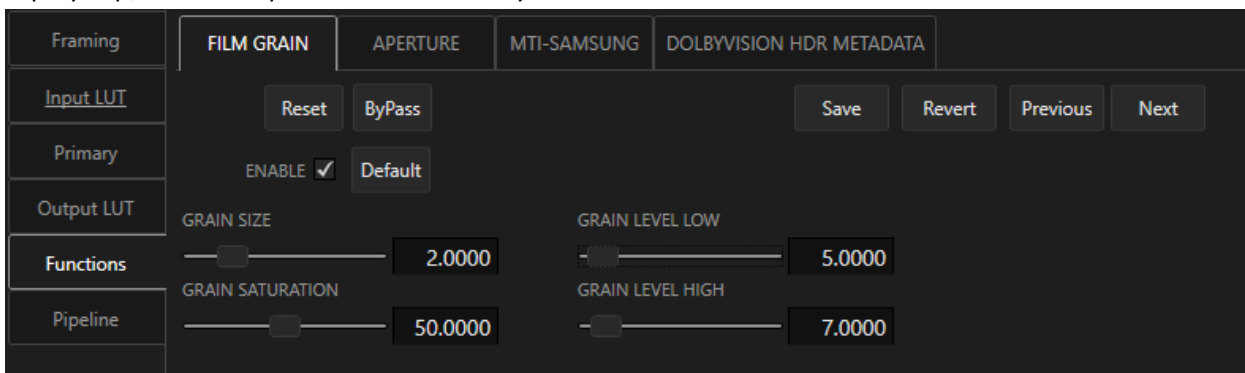 Framing
Input LUT
Primary
Output LUT
Functions
Pipeline
FILM GRAIN APERTURE MTI-SAMSUNG DOLBYVISION HDR METADATA
Reset ByPass Save Revert Previous Next
ENABLE Default
GRAIN SIZE GRAIN LEVEL LOW
2.0000 5.0000
GRAIN SATURATION GRAIN LEVEL HIGH
50.0000 7.0000